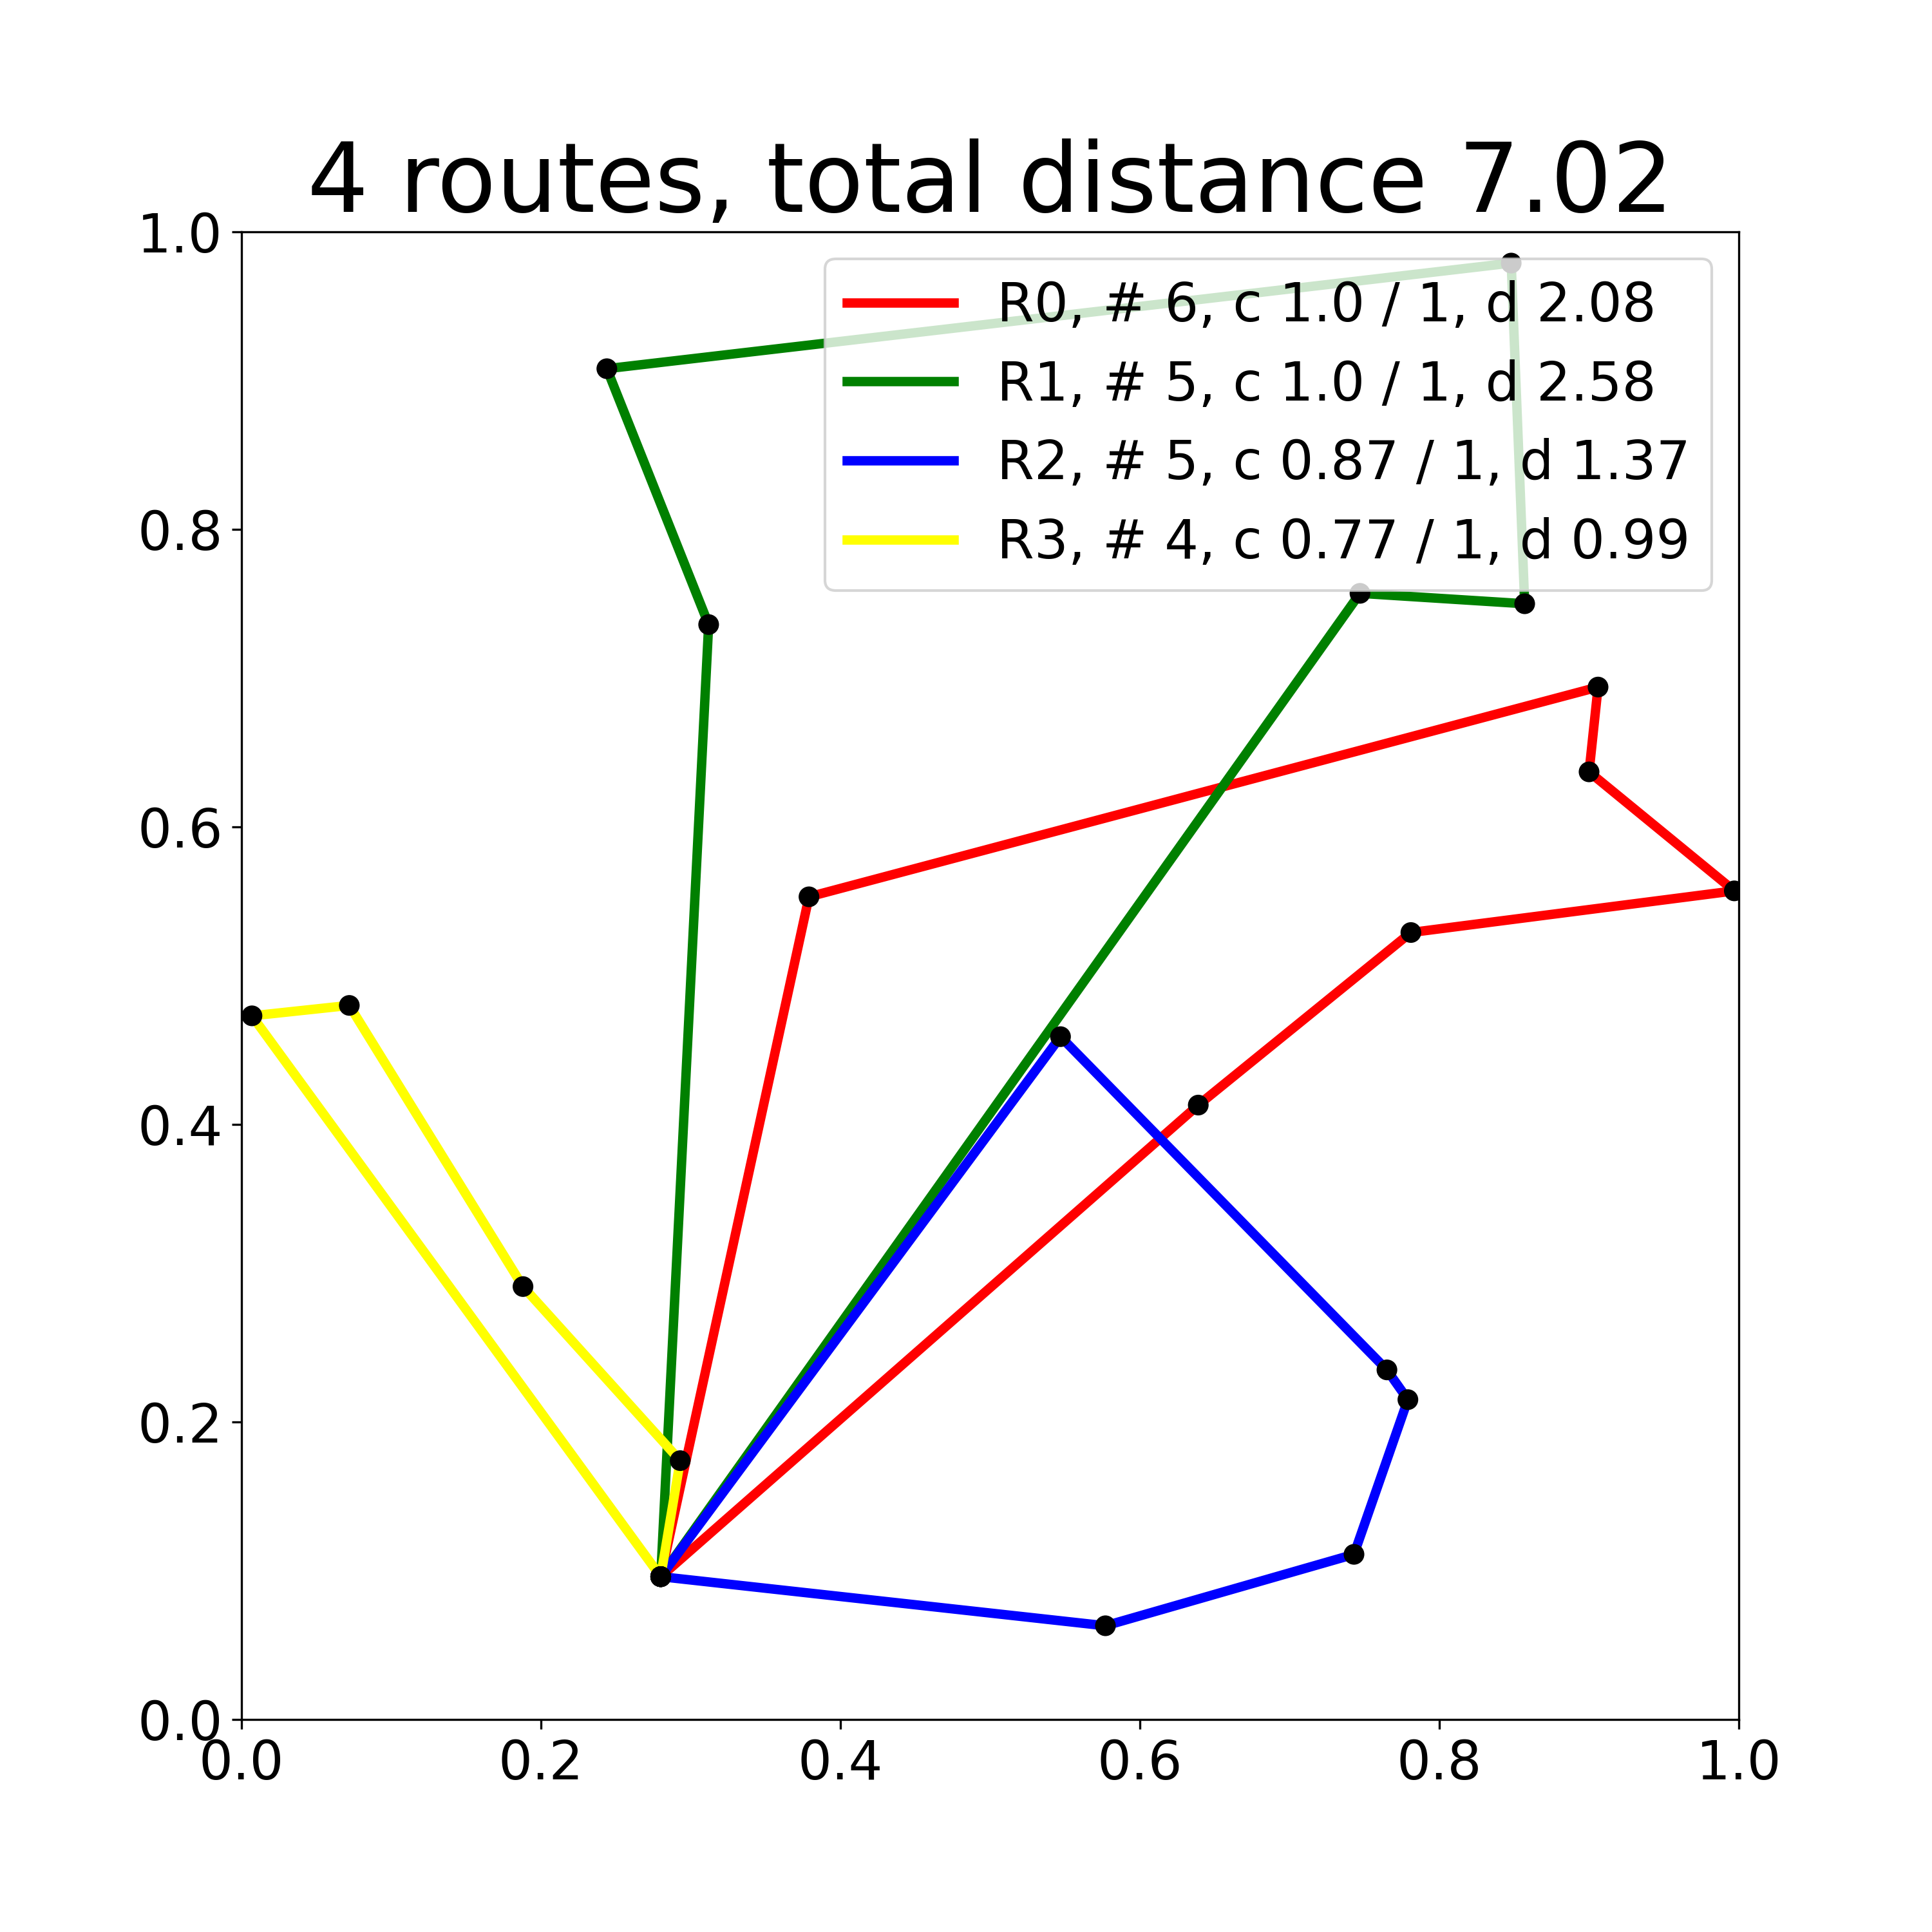 4 routes, total distance 7.02
1.0
R0, # 6, c 1.0 / 1, d 2.08
R1, # 5, c 1.0 / 1, d 2.58
R2, # 5, c 0.87 / 1, d 1.37
R3, # 4, c 0.77 / 1, d 0.99
0.8
0.6
0.4
0.2
0.0
0.0 0.2 0.4 0.6 0.8 1.0